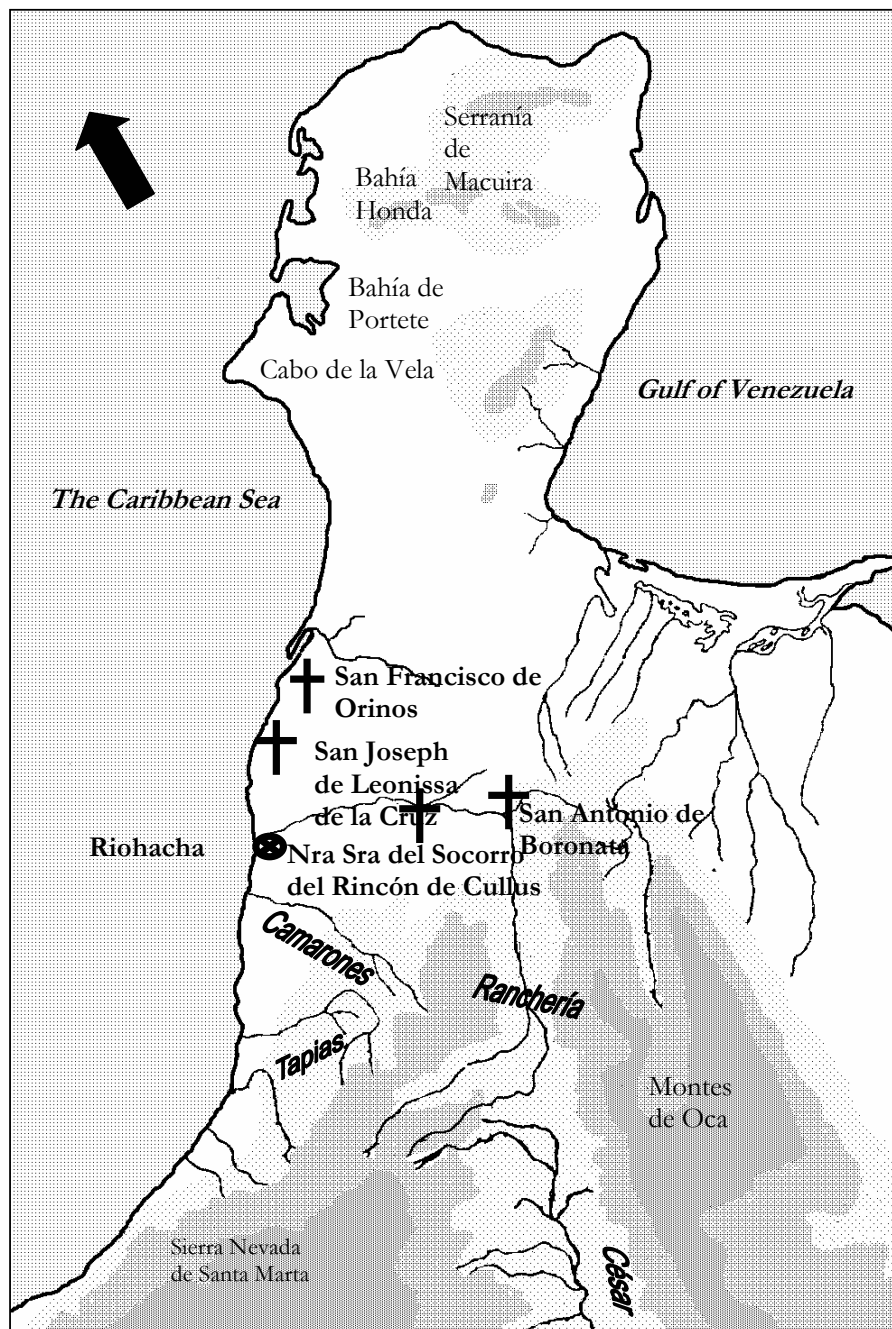 Serranía
de
Macuira
Bahía
Honda
Bahía de
Portete
Cabo de la Vela
Gulf of Venezuela
The Caribbean Sea
San Francisco de
Orinos
San Joseph
de Leonissa
de la Cruz
San Antonio de
Boronata
Riohacha
Nra Sra del Socorro
del Rincón de Cullus
Camarones
Ranchería
Tapias
Montes
de Oca
Sierra Nevada
de Santa Marta
César